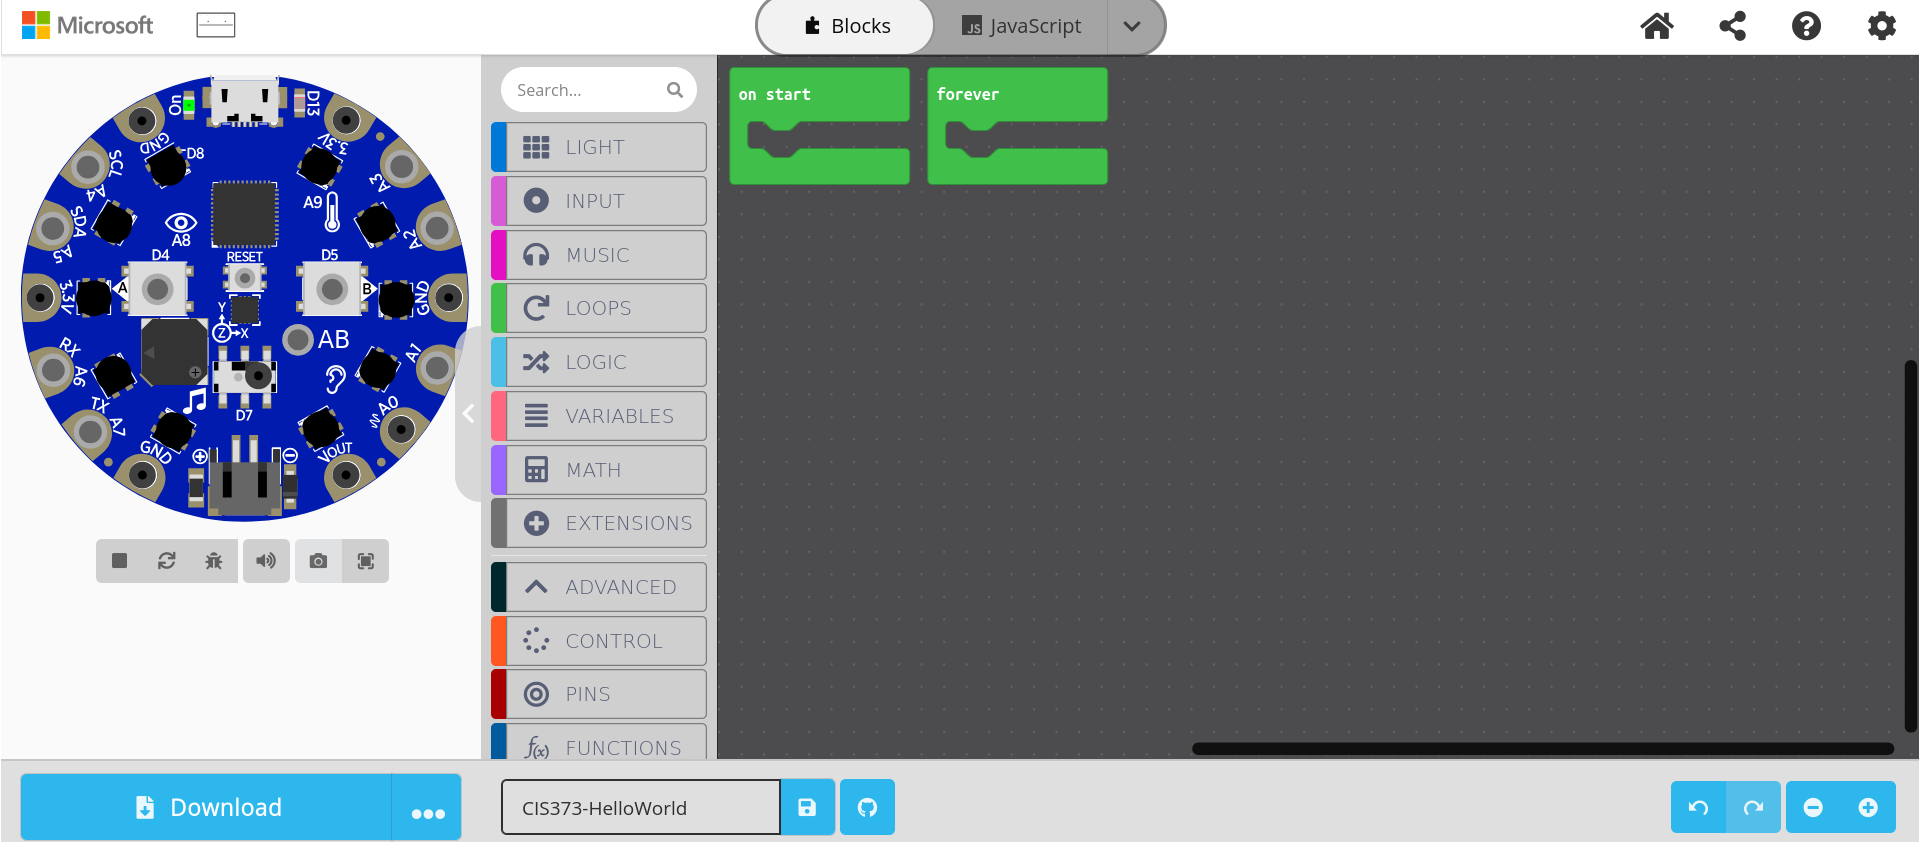 Microsoft
Blocks
JS JavaScript
Search...
LIGHT
INPUT
MUSIC
LOOPS
LOGIC
VARIABLES
MATH
EXTENSIONS
ADVANCED
CONTROL
PINS
f(x) FUNCTIONS
on start
forever
On
D13
GND
D8
3.3V
SCL
A4
A3
SDA
A5
A8
A9
A2
D4
RESET
D5
A
B
3.3V
GND
Y
Z
X
AB
RX
A6
A1
TX
A7
D7
A0
GND
VOUT
Download
CIS373-HelloWorld